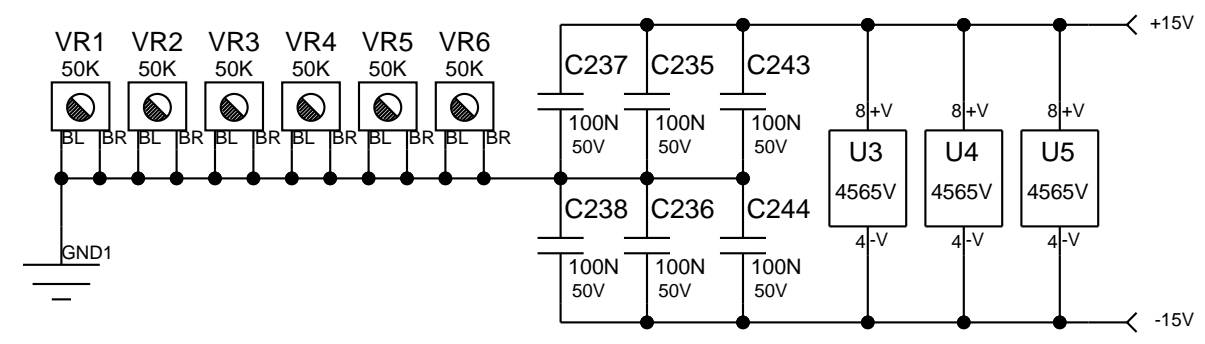 +15V
VR1 VR2 VR3 VR4 VR5 VR6
50K 50K 50K 50K 50K 50K
C237 C235 C243
8 +V 8 +V 8 +V
100N 100N 100N
50V 50V 50V
BL BR BL BR BL BR BL BR BL BR BL BR
U3 U4 U5
4565V 4565V 4565V
C238 C236 C244
4 -V 4 -V 4 -V
GND1
100N 100N 100N
50V 50V 50V
-15V